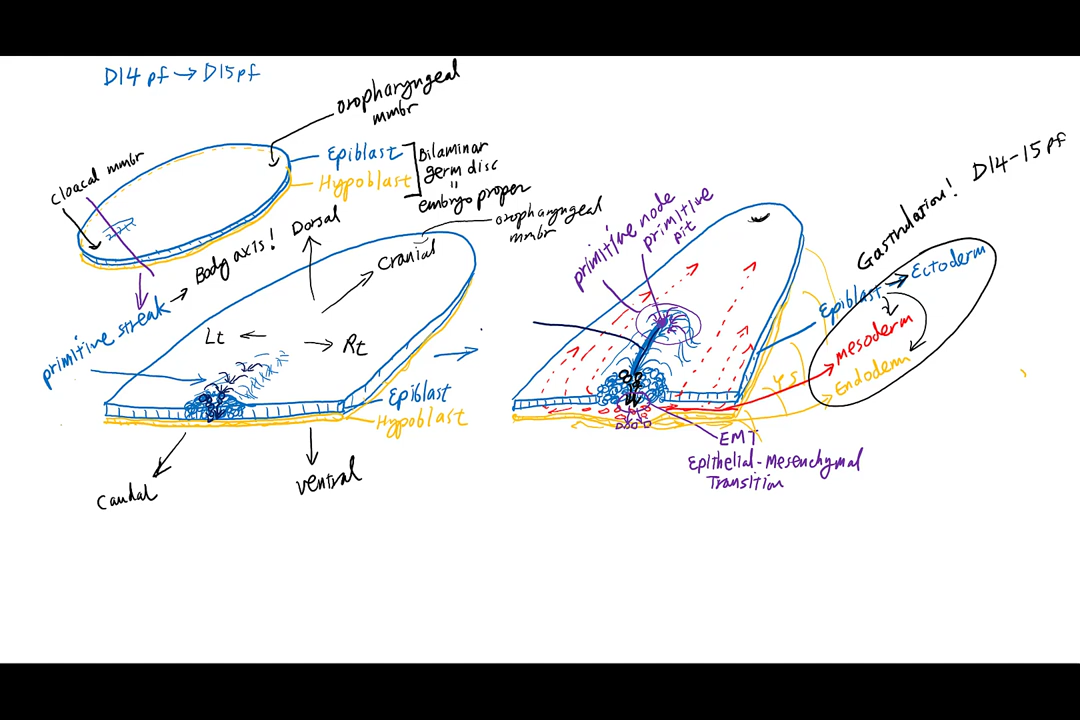 D14 pf → D15 pf
oropharyngeal
mmbr
cloacal mmbr
Epiblast
Hypoblast
Bilaminar
germ disc
"
embryo proper
primitive streak → Body axis!
Dorsal
Cranial
oropharyngeal
mmbr
Lt ←
→ Rt
Epiblast
Hypoblast
Caudal
Ventral
primitive node
primitive
pit
EMT
Epithelial-Mesenchymal
Transition
YS
Gastrulation! D14-15 pf
Epiblast → Ectoderm
mesoderm
Endoderm